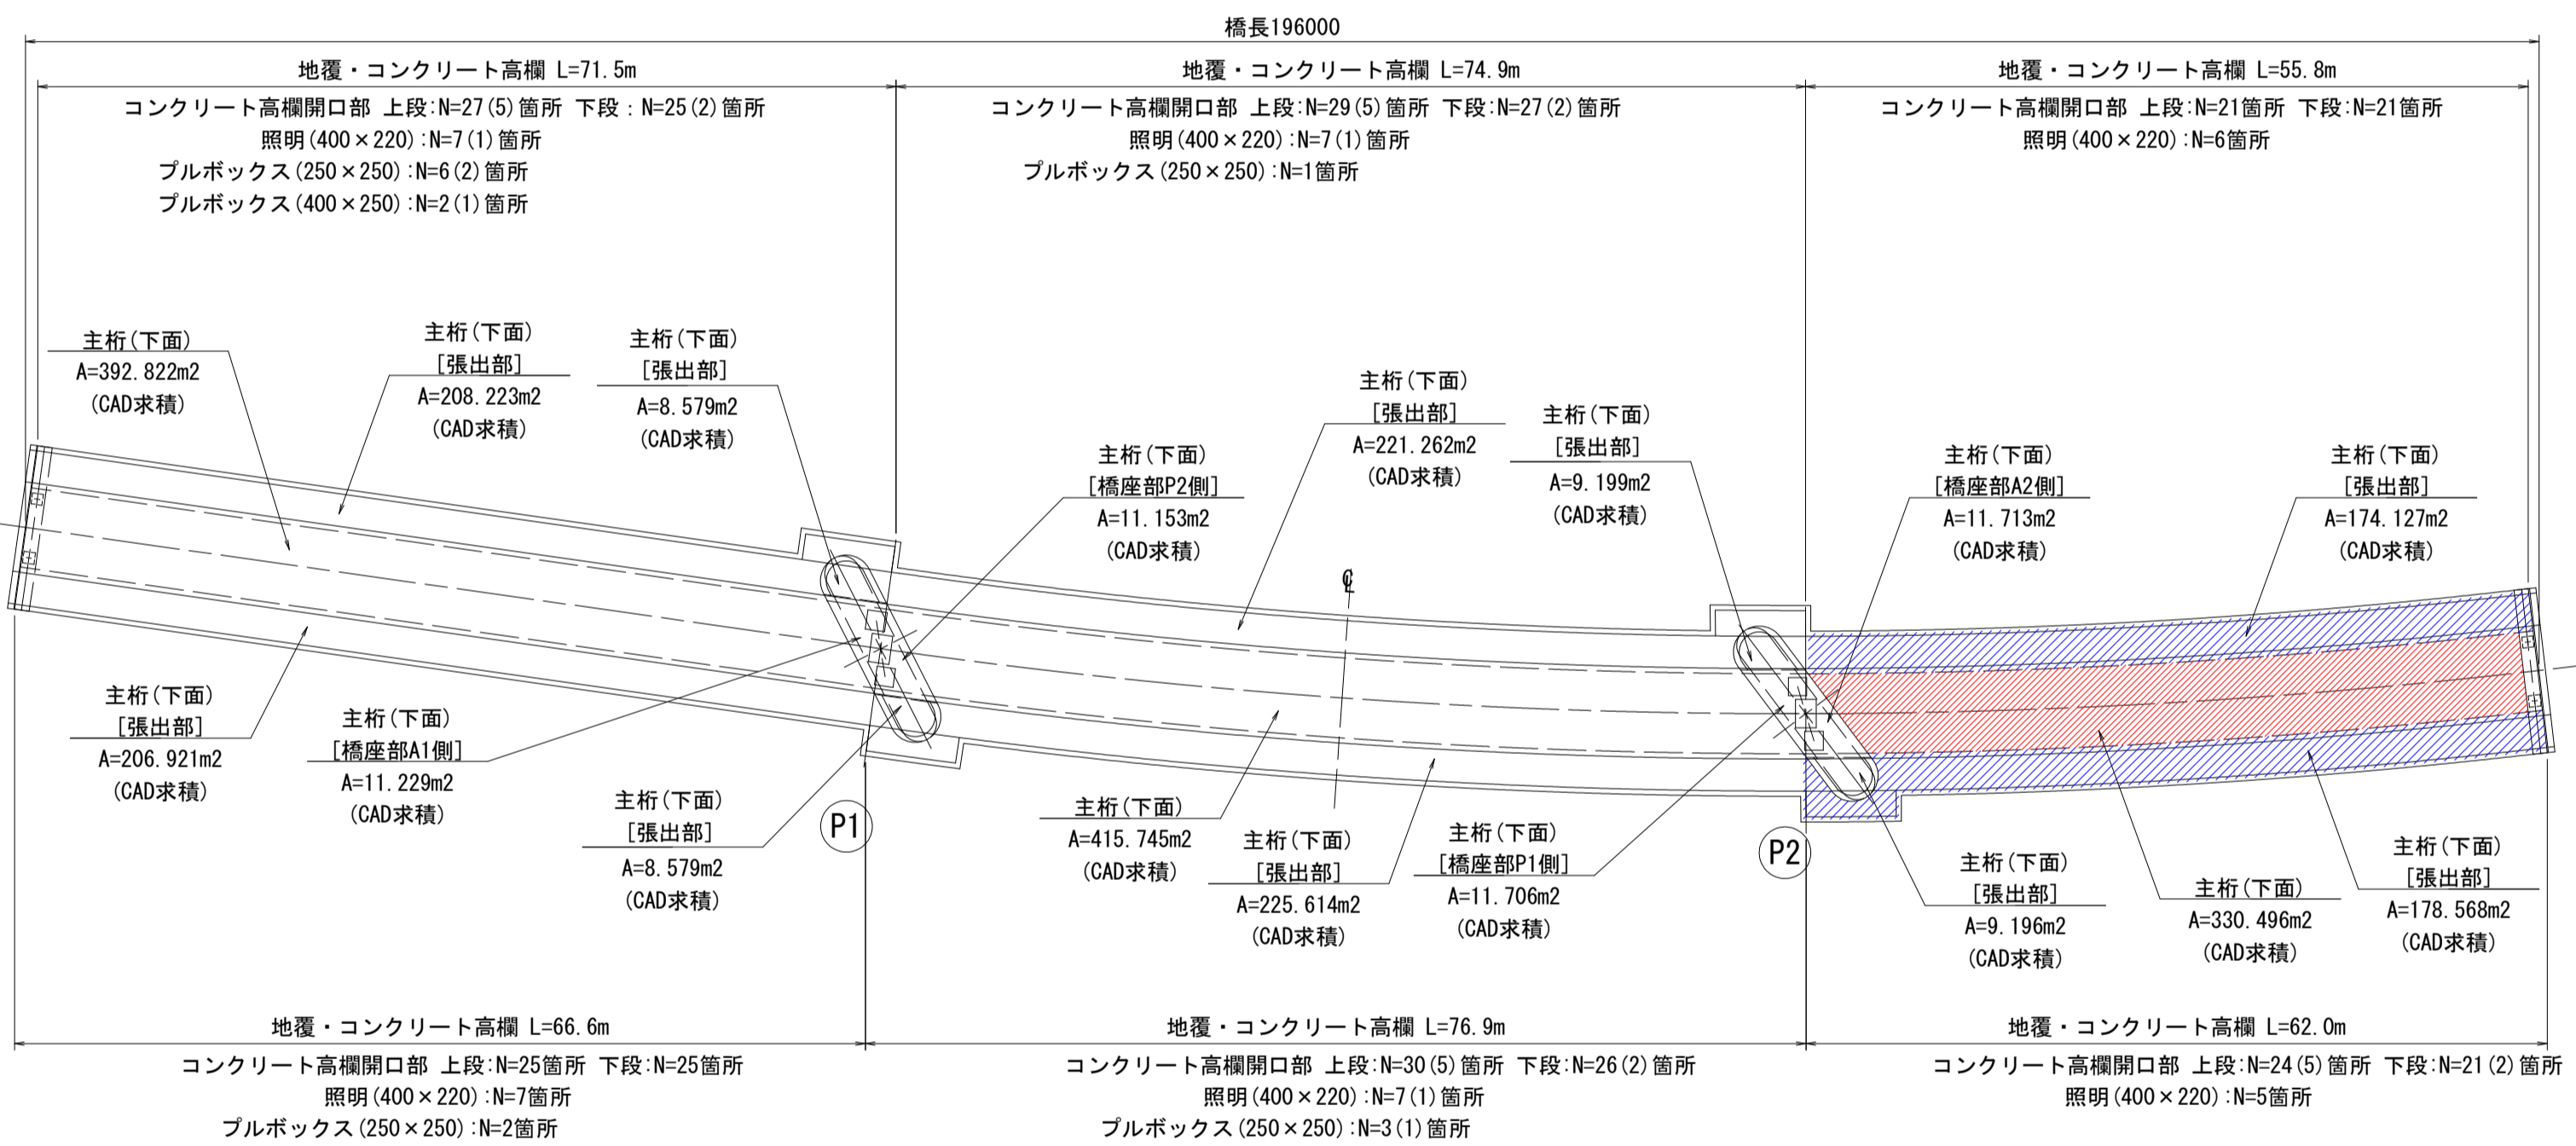 橋長196000
地覆・コンクリート高欄 L=71.5m
コンクリート高欄開口部 上段:N=27(5)箇所 下段:N=25(2)箇所
照明(400×220):N=7(1)箇所
プルボックス(250×250):N=6(2)箇所
プルボックス(400×250):N=2(1)箇所
地覆・コンクリート高欄 L=74.9m
コンクリート高欄開口部 上段:N=29(5)箇所 下段:N=27(2)箇所
照明(400×220):N=7(1)箇所
プルボックス(250×250):N=1箇所
地覆・コンクリート高欄 L=55.8m
コンクリート高欄開口部 上段:N=21箇所 下段:N=21箇所
照明(400×220):N=6箇所
主桁(下面)
A=392.822m2
(CAD求積)
主桁(下面)
[張出部]
A=208.223m2
(CAD求積)
主桁(下面)
[張出部]
A=8.579m2
(CAD求積)
主桁(下面)
[橋座部P2側]
A=11.153m2
(CAD求積)
主桁(下面)
[張出部]
A=221.262m2
(CAD求積)
主桁(下面)
[張出部]
A=9.199m2
(CAD求積)
主桁(下面)
[橋座部A2側]
A=11.713m2
(CAD求積)
主桁(下面)
[張出部]
A=174.127m2
(CAD求積)
CL
主桁(下面)
[張出部]
A=206.921m2
(CAD求積)
主桁(下面)
[橋座部A1側]
A=11.229m2
(CAD求積)
主桁(下面)
[張出部]
A=8.579m2
(CAD求積)
P1
主桁(下面)
A=415.745m2
(CAD求積)
主桁(下面)
[張出部]
A=225.614m2
(CAD求積)
主桁(下面)
[橋座部P1側]
A=11.706m2
(CAD求積)
P2
主桁(下面)
[張出部]
A=9.196m2
(CAD求積)
主桁(下面)
A=330.496m2
(CAD求積)
主桁(下面)
[張出部]
A=178.568m2
(CAD求積)
地覆・コンクリート高欄 L=66.6m
コンクリート高欄開口部 上段:N=25箇所 下段:N=25箇所
照明(400×220):N=7箇所
プルボックス(250×250):N=2箇所
地覆・コンクリート高欄 L=76.9m
コンクリート高欄開口部 上段:N=30(5)箇所 下段:N=26(2)箇所
照明(400×220):N=7(1)箇所
プルボックス(250×250):N=3(1)箇所
地覆・コンクリート高欄 L=62.0m
コンクリート高欄開口部 上段:N=24(5)箇所 下段:N=21(2)箇所
照明(400×220):N=5箇所